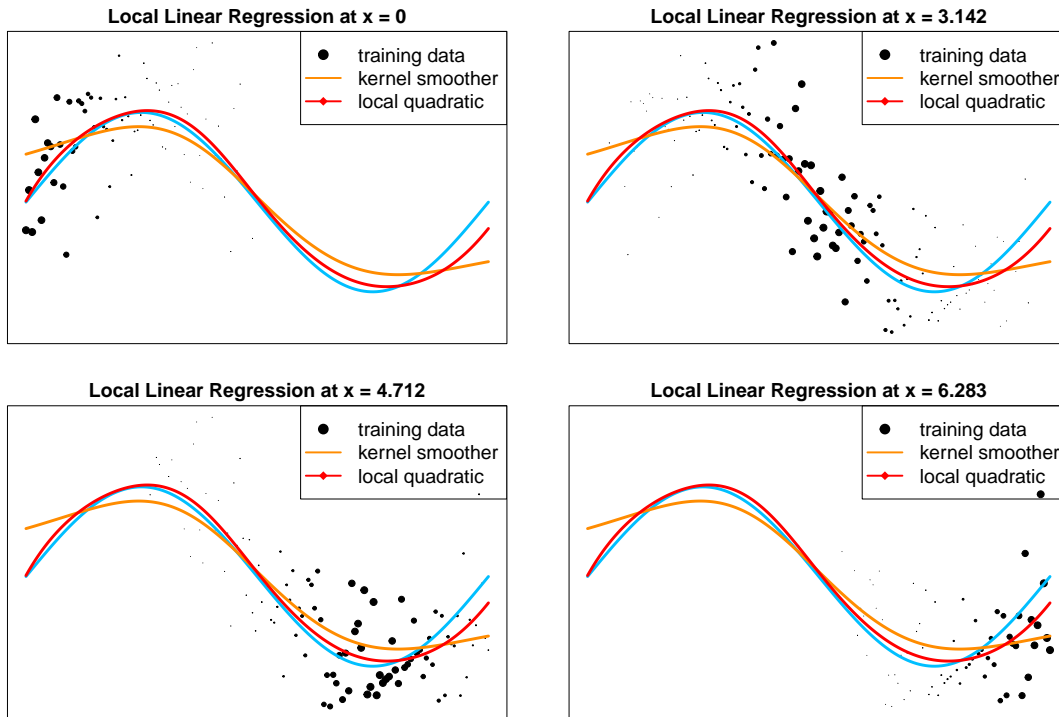 Local Linear Regression at x = 0
training data
kernel smoother
local quadratic
Local Linear Regression at x = 3.142
training data
kernel smoother
local quadratic
Local Linear Regression at x = 4.712
training data
kernel smoother
local quadratic
Local Linear Regression at x = 6.283
training data
kernel smoother
local quadratic